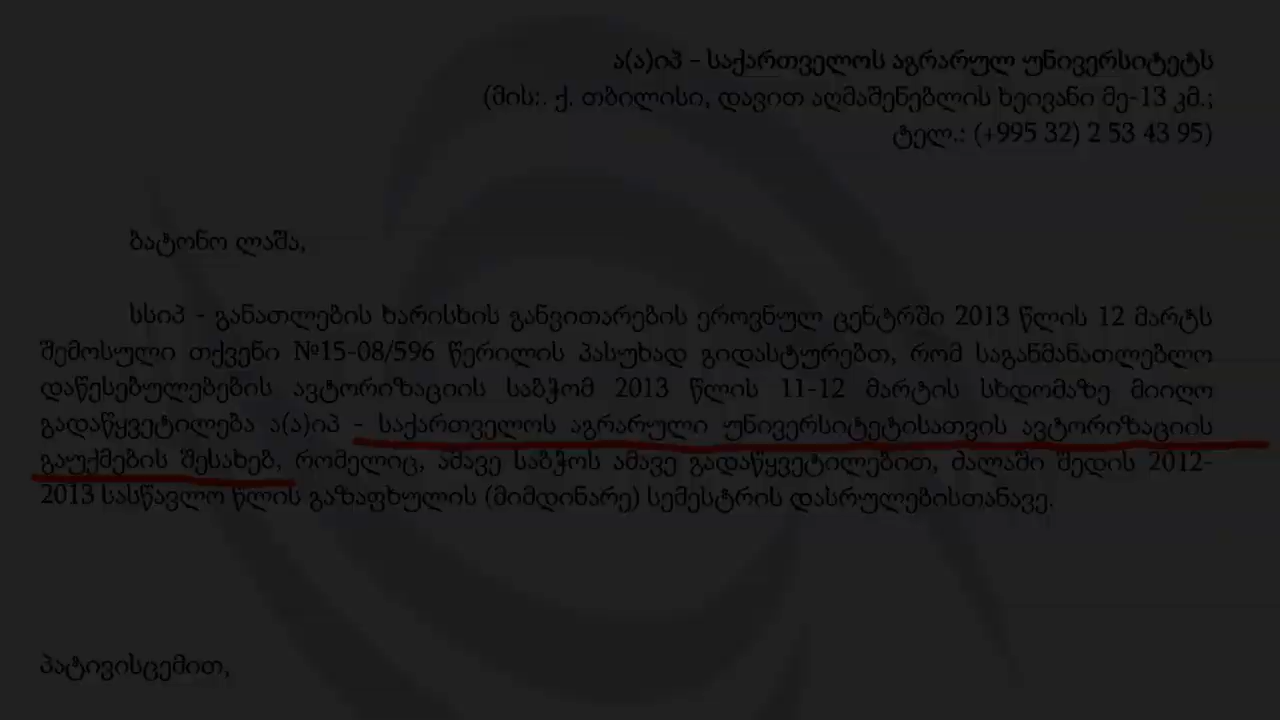 ა(ა)იპ - საქართველოს აგრარულ უნივერსიტეტს
(მის:. ქ. თბილისი, დავით აღმაშენებლის ხეივანი მე-13 კმ.;
ტელ.: (+995 32) 2 53 43 95)
ბატონო ლაშა,
სსიპ - განათლების ხარისხის განვითარების ეროვნულ ცენტრში 2013 წლის 12 მარტს
შემოსული თქვენი №15-08/596 წერილის პასუხად გიდასტურებთ, რომ საგანმანათლებლო
დაწესებულებების ავტორიზაციის საბჭომ 2013 წლის 11-12 მარტის სხდომაზე მიიღო
გადაწყვეტილება ა(ა)იპ - საქართველოს აგრარული უნივერსიტეტისათვის ავტორიზაციის
გაუქმების შესახებ, რომელიც, ამავე საბჭოს ამავე გადაწყვეტილებით, ძალაში შედის 2012-
2013 სასწავლო წლის გაზაფხულის (მიმდინარე) სემესტრის დასრულებისთანავე.
პატივისცემით,